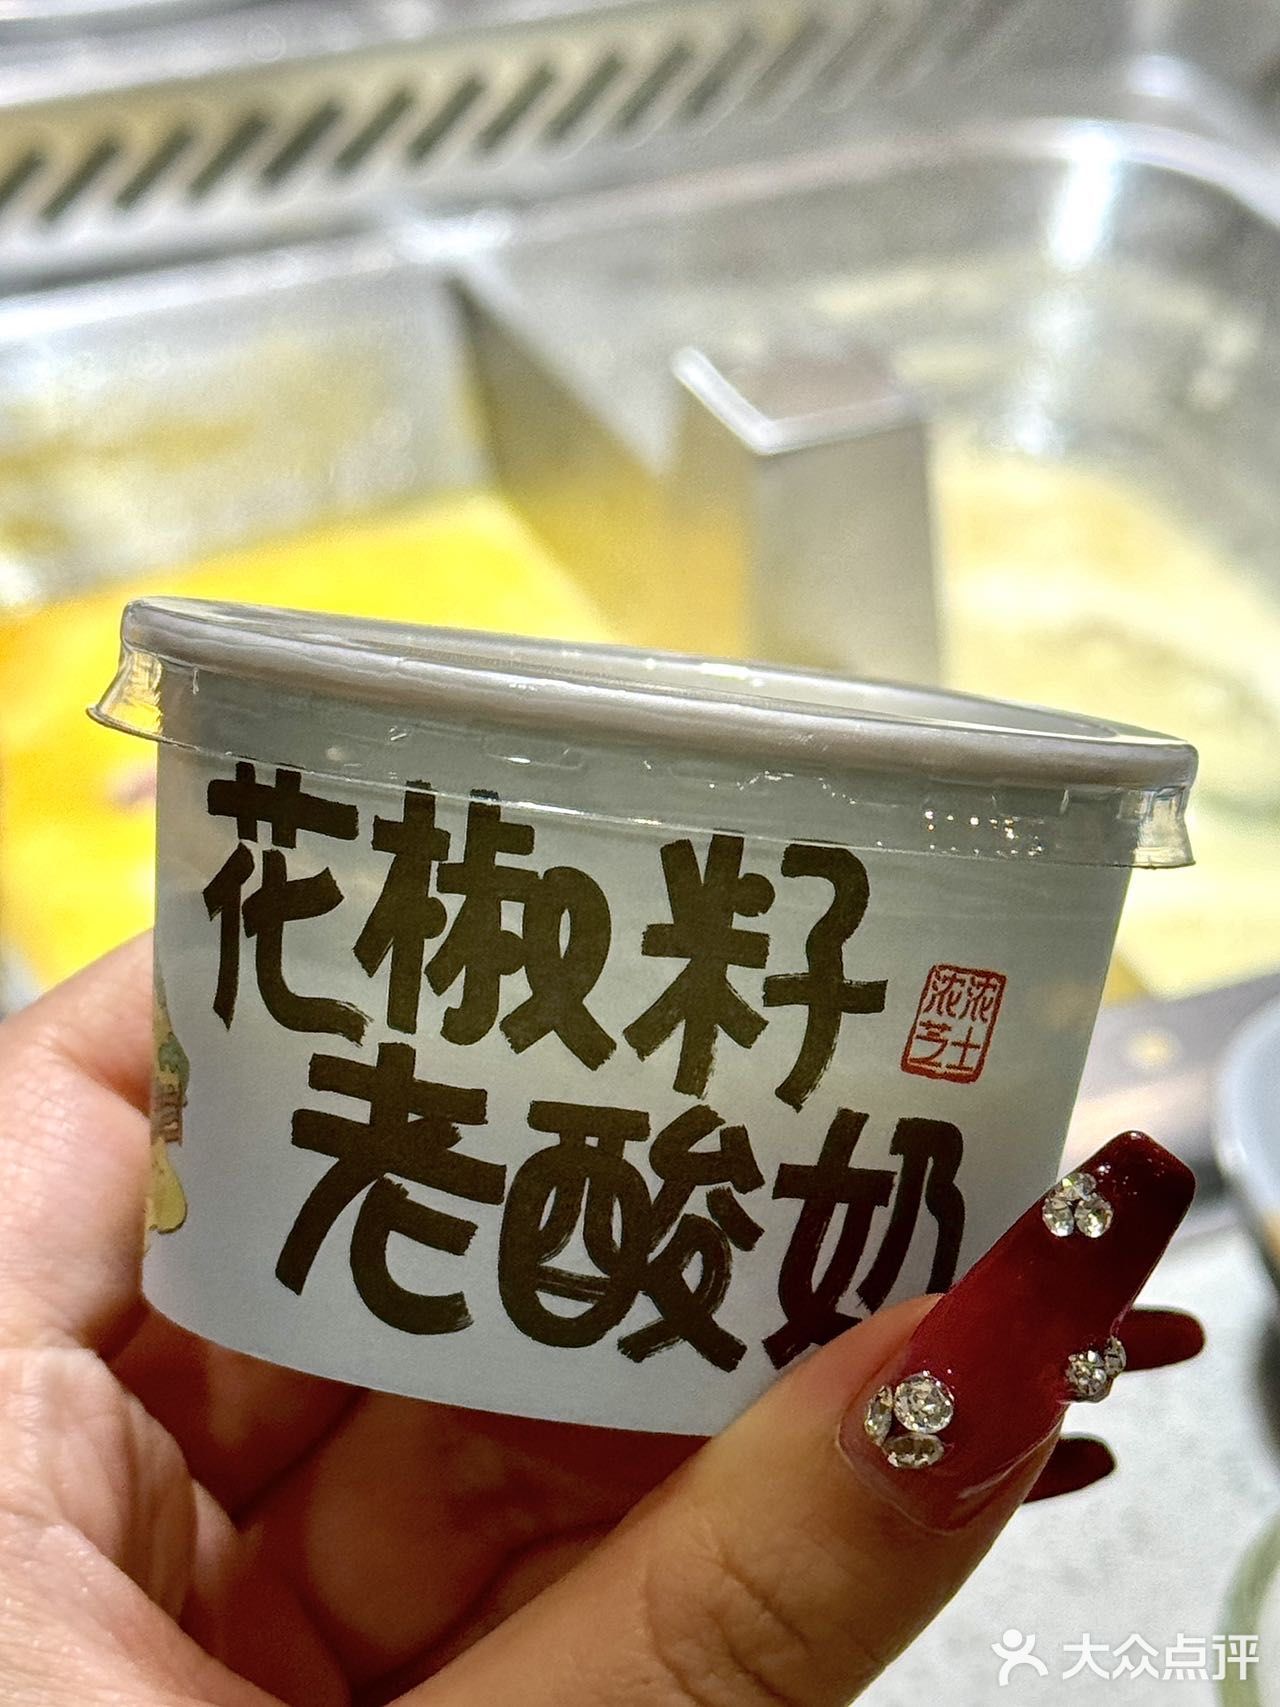 花椒籽
老酸奶
浓浓
芝士
大众点评